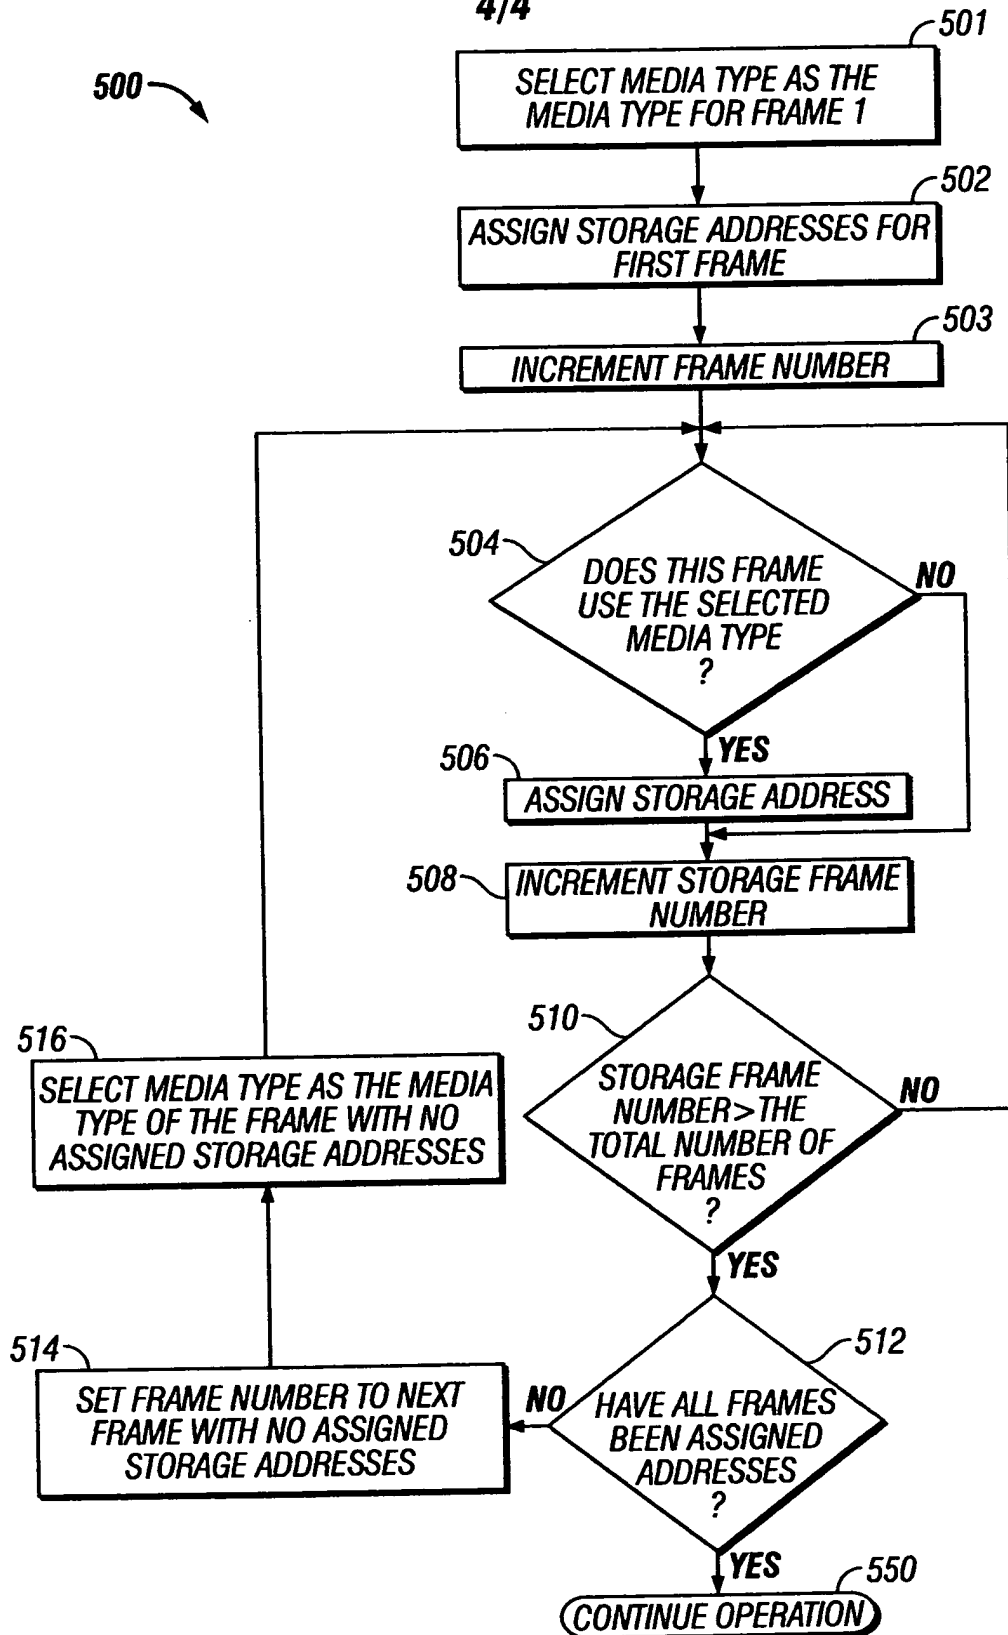 4/4
500
501
SELECT MEDIA TYPE AS THE
MEDIA TYPE FOR FRAME 1
502
ASSIGN STORAGE ADDRESSES FOR
FIRST FRAME
503
INCREMENT FRAME NUMBER
504
DOES THIS FRAME
USE THE SELECTED
MEDIA TYPE
?
NO
YES
506
ASSIGN STORAGE ADDRESS
508
INCREMENT STORAGE FRAME
NUMBER
510
STORAGE FRAME
NUMBER>THE
TOTAL NUMBER OF
FRAMES
?
NO
YES
516
SELECT MEDIA TYPE AS THE MEDIA
TYPE OF THE FRAME WITH NO
ASSIGNED STORAGE ADDRESSES
514
SET FRAME NUMBER TO NEXT
FRAME WITH NO ASSIGNED
STORAGE ADDRESSES
NO
512
HAVE ALL FRAMES
BEEN ASSIGNED
ADDRESSES
?
YES
550
CONTINUE OPERATION